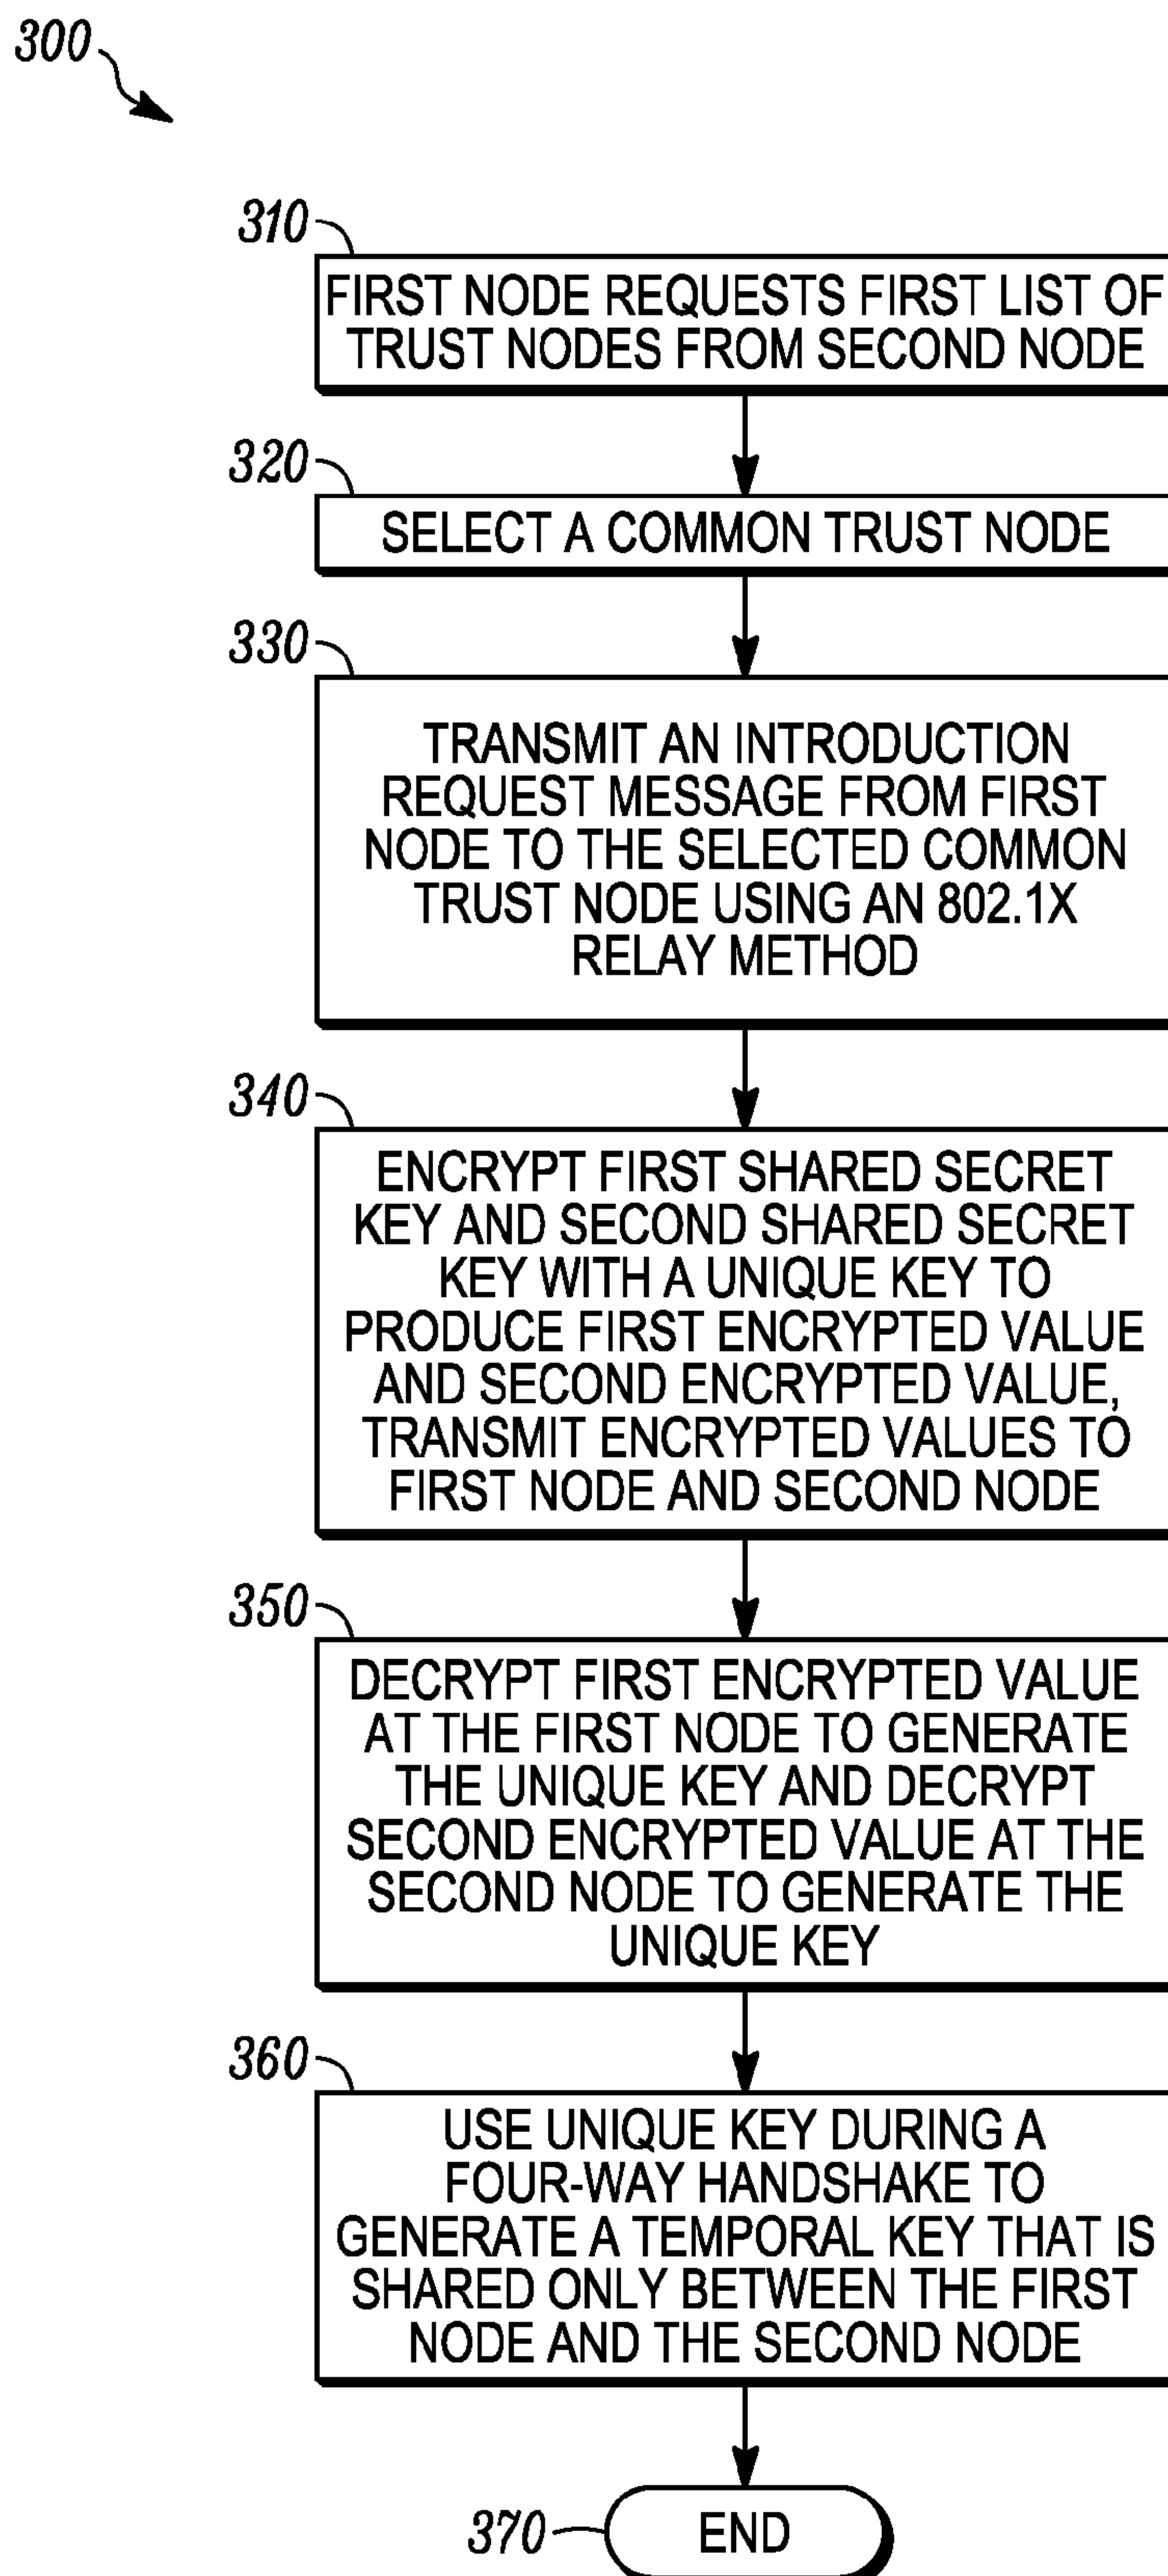 300
310
FIRST NODE REQUESTS FIRST LIST OF
TRUST NODES FROM SECOND NODE
320
SELECT A COMMON TRUST NODE
330
TRANSMIT AN INTRODUCTION
REQUEST MESSAGE FROM FIRST
NODE TO THE SELECTED COMMON
TRUST NODE USING AN 802.1X
RELAY METHOD
340
ENCRYPT FIRST SHARED SECRET
KEY AND SECOND SHARED SECRET
KEY WITH A UNIQUE KEY TO
PRODUCE FIRST ENCRYPTED VALUE
AND SECOND ENCRYPTED VALUE,
TRANSMIT ENCRYPTED VALUES TO
FIRST NODE AND SECOND NODE
350
DECRYPT FIRST ENCRYPTED VALUE
AT THE FIRST NODE TO GENERATE
THE UNIQUE KEY AND DECRYPT
SECOND ENCRYPTED VALUE AT THE
SECOND NODE TO GENERATE THE
UNIQUE KEY
360
USE UNIQUE KEY DURING A
FOUR-WAY HANDSHAKE TO
GENERATE A TEMPORAL KEY THAT IS
SHARED ONLY BETWEEN THE FIRST
NODE AND THE SECOND NODE
370
END